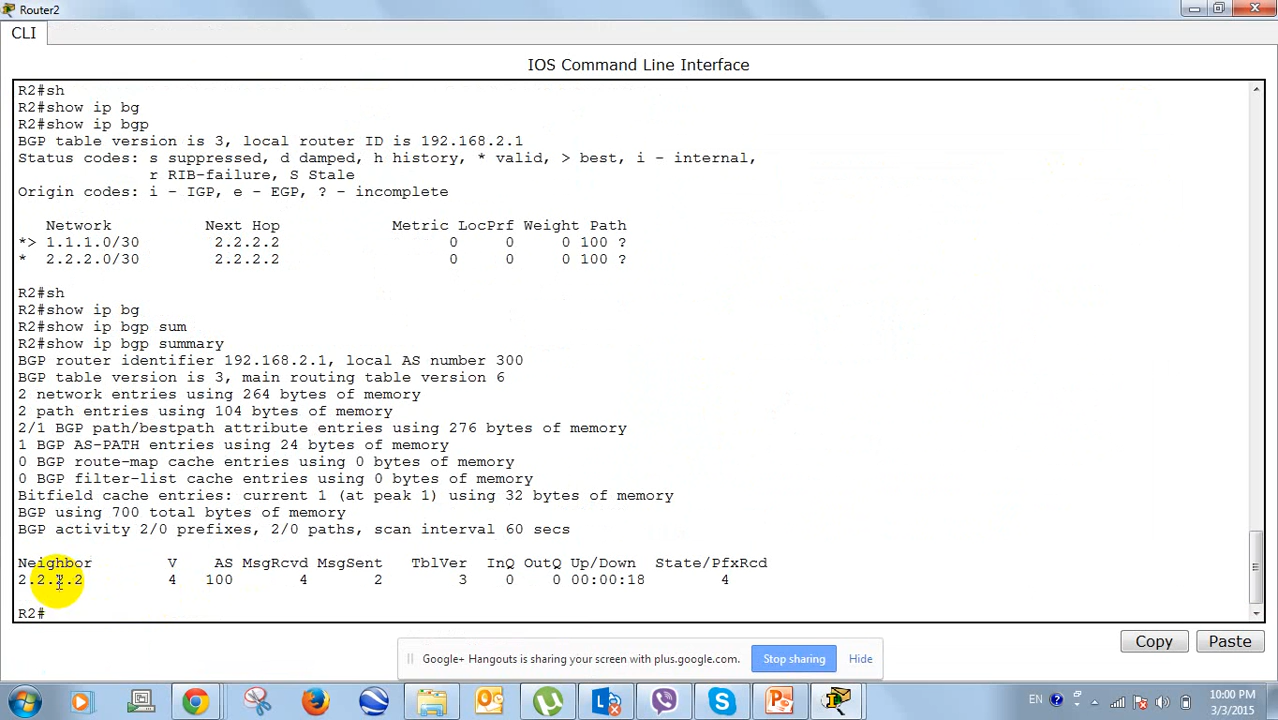 Router2
CLI
IOS Command Line Interface
R2#sh
R2#show ip bg
R2#show ip bgp
BGP table version is 3, local router ID is 192.168.2.1
Status codes: s suppressed, d damped, h history, * valid, > best, i - internal,
r RIB-failure, S Stale
Origin codes: i - IGP, e - EGP, ? - incomplete
Network Next Hop Metric LocPrf Weight Path
*> 1.1.1.0/30 2.2.2.2 0 0 0 100 ?
* 2.2.2.0/30 2.2.2.2 0 0 0 100 ?
R2#sh
R2#show ip bg
R2#show ip bgp sum
R2#show ip bgp summary
BGP router identifier 192.168.2.1, local AS number 300
BGP table version is 3, main routing table version 6
2 network entries using 264 bytes of memory
2 path entries using 104 bytes of memory
2/1 BGP path/bestpath attribute entries using 276 bytes of memory
1 BGP AS-PATH entries using 24 bytes of memory
0 BGP route-map cache entries using 0 bytes of memory
0 BGP filter-list cache entries using 0 bytes of memory
Bitfield cache entries: current 1 (at peak 1) using 32 bytes of memory
BGP using 700 total bytes of memory
BGP activity 2/0 prefixes, 2/0 paths, scan interval 60 secs
Neighbor V AS MsgRcvd MsgSent TblVer InQ OutQ Up/Down State/PfxRcd
2.2.2.2 4 100 4 2 3 0 0 00:00:18 4
R2#
Copy Paste
Google+ Hangouts is sharing your screen with plus.google.com. Stop sharing Hide
EN 10:00 PM
3/3/2015